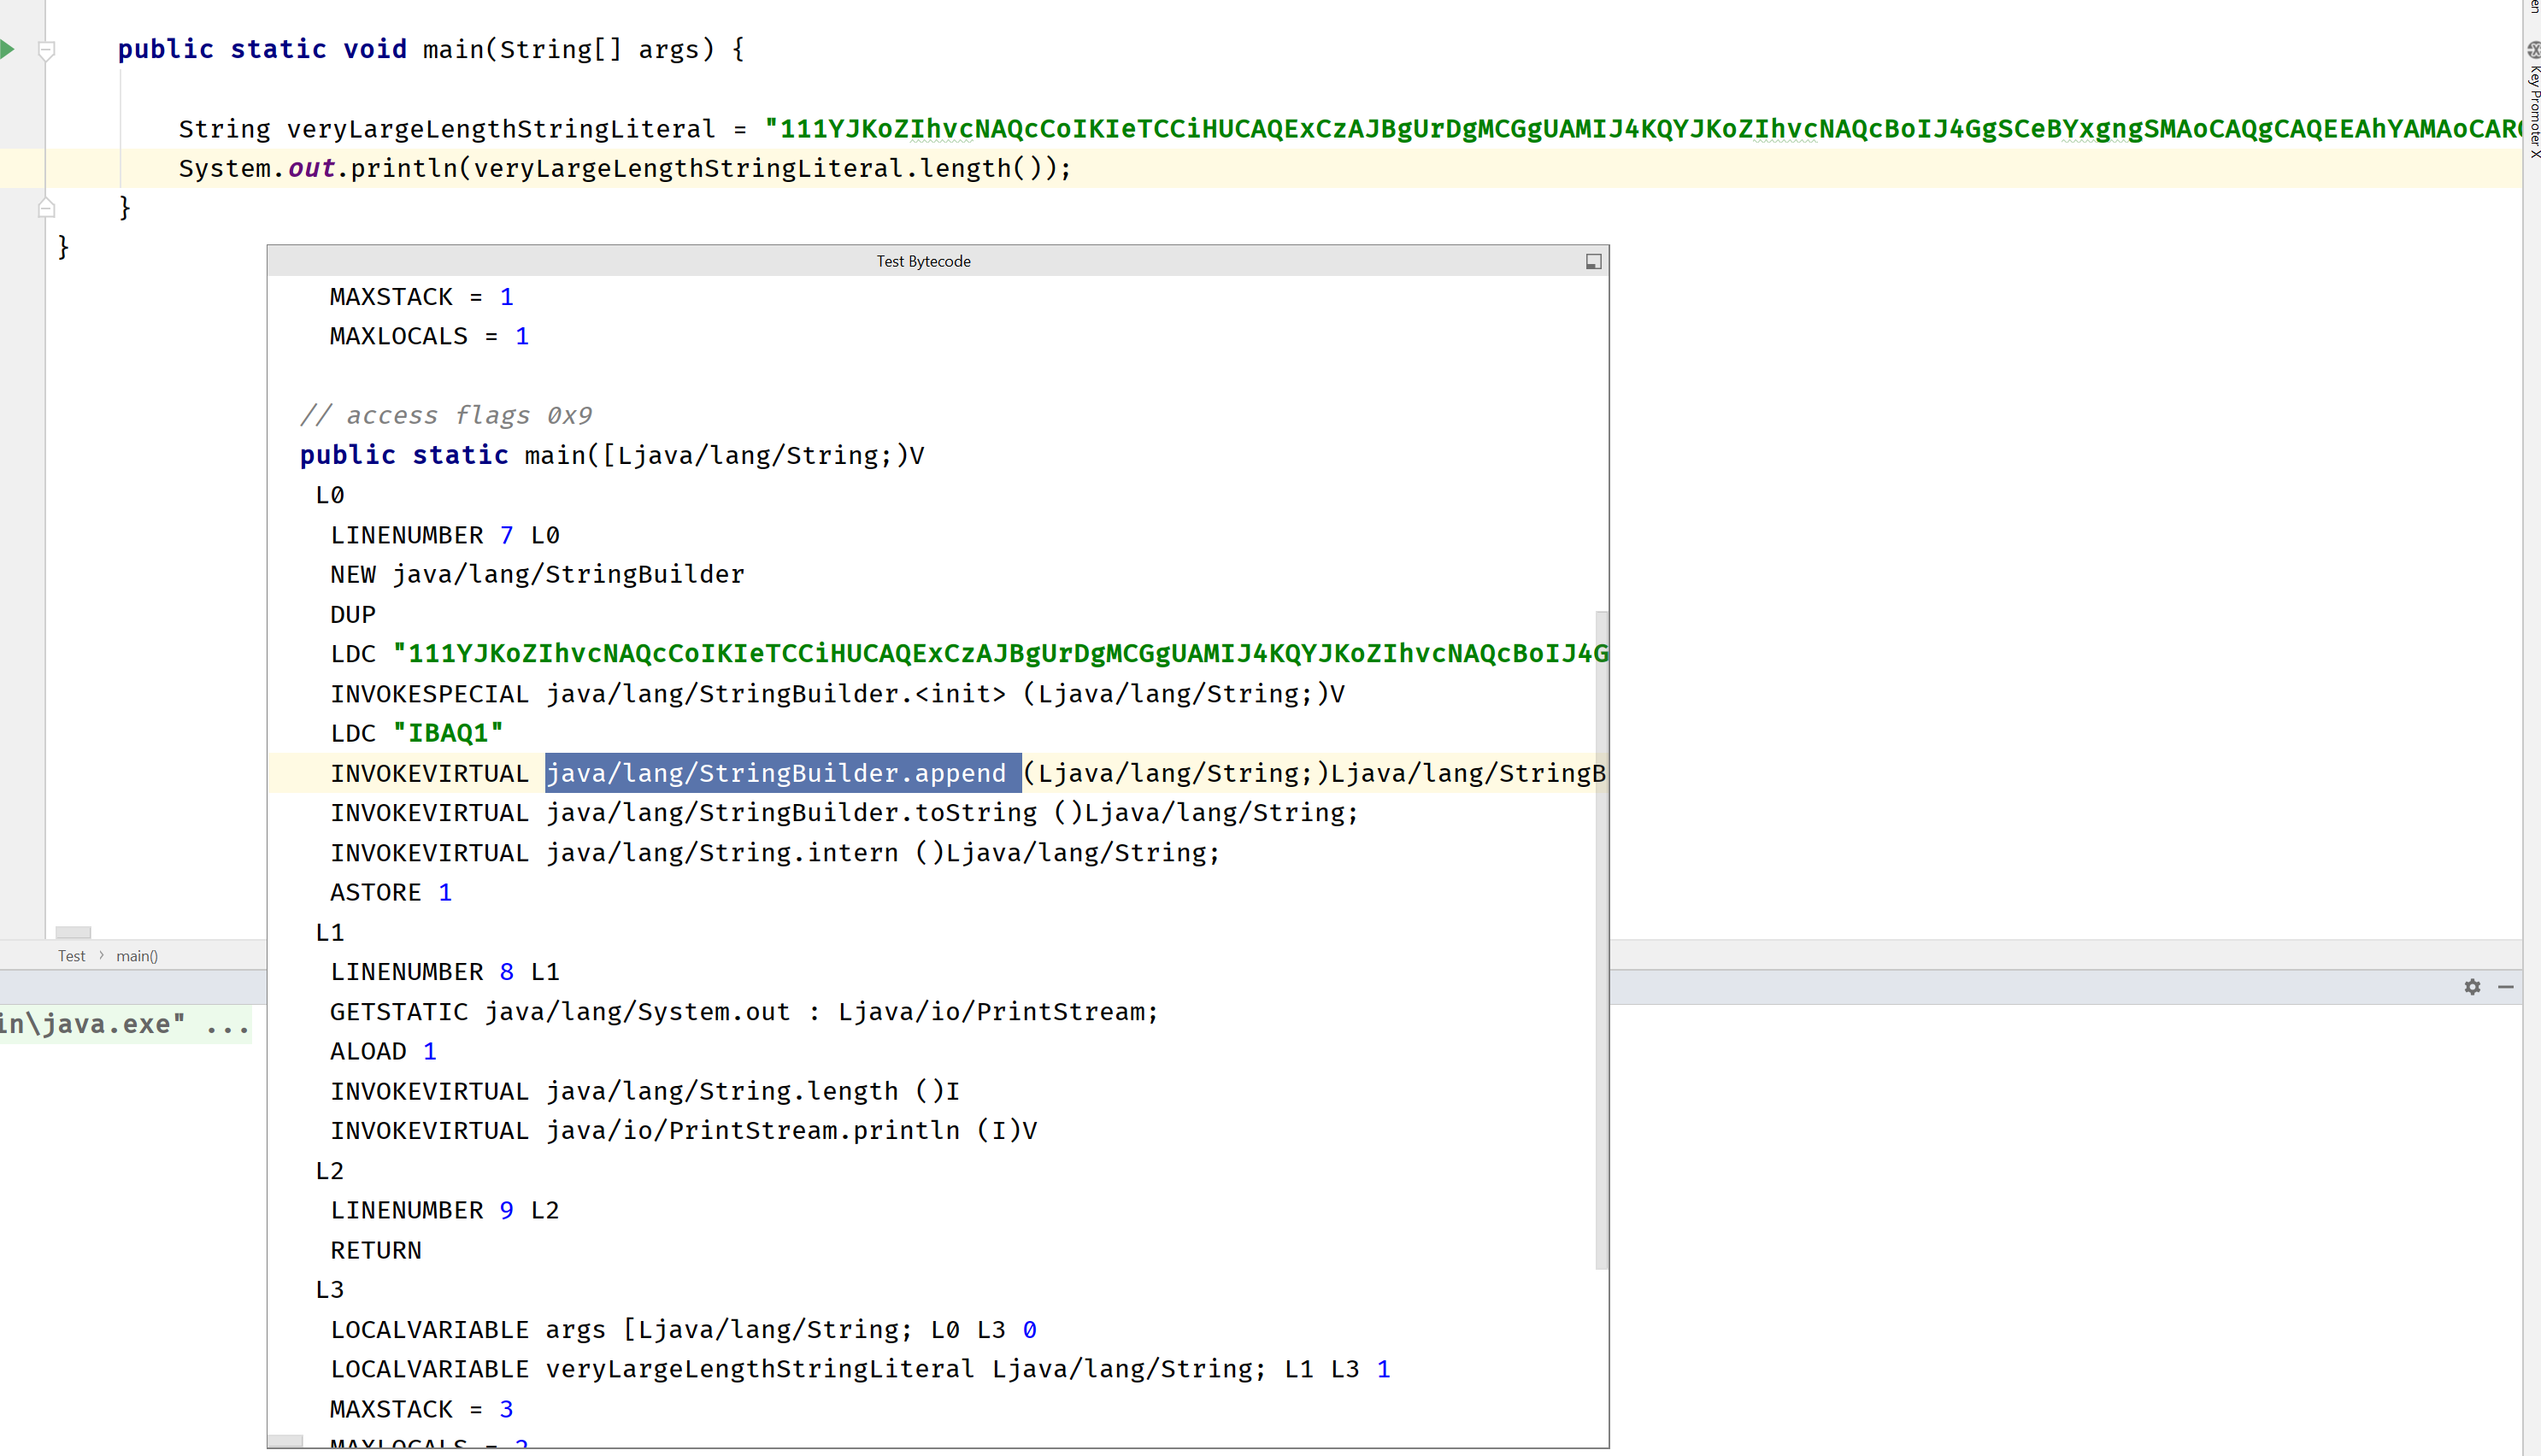 public static void main(String[] args) {
String veryLargeLengthStringLiteral = "111YJKoZIhvcNAQcCoIKIeTCCiHUCAQExCzAJBgUrDgMCGgUAMIJ4KQYJKoZIhvcNAQcBoIJ4GgSCeBYxgngSMAoCAQgCAQEEAhYAMAoCAR
System.out.println(veryLargeLengthStringLiteral.length());
}
}
Test Bytecode
MAXSTACK = 1
MAXLOCALS = 1
// access flags 0x9
public static main([Ljava/lang/String;)V
L0
LINENUMBER 7 L0
NEW java/lang/StringBuilder
DUP
LDC "111YJKoZIhvcNAQcCoIKIeTCCiHUCAQExCzAJBgUrDgMCGgUAMIJ4KQYJKoZIhvcNAQcBoIJ4G
INVOKESPECIAL java/lang/StringBuilder.<init> (Ljava/lang/String;)V
LDC "IBAQ1"
INVOKEVIRTUAL java/lang/StringBuilder.append (Ljava/lang/String;)Ljava/lang/StringB
INVOKEVIRTUAL java/lang/StringBuilder.toString ()Ljava/lang/String;
INVOKEVIRTUAL java/lang/String.intern ()Ljava/lang/String;
ASTORE 1
L1
LINENUMBER 8 L1
GETSTATIC java/lang/System.out : Ljava/io/PrintStream;
ALOAD 1
INVOKEVIRTUAL java/lang/String.length ()I
INVOKEVIRTUAL java/io/PrintStream.println (I)V
L2
LINENUMBER 9 L2
RETURN
L3
LOCALVARIABLE args [Ljava/lang/String; L0 L3 0
LOCALVARIABLE veryLargeLengthStringLiteral Ljava/lang/String; L1 L3 1
MAXSTACK = 3
MAXLOCALS = 2
Test > main()
in\java.exe" ...
en
Key Promoter X